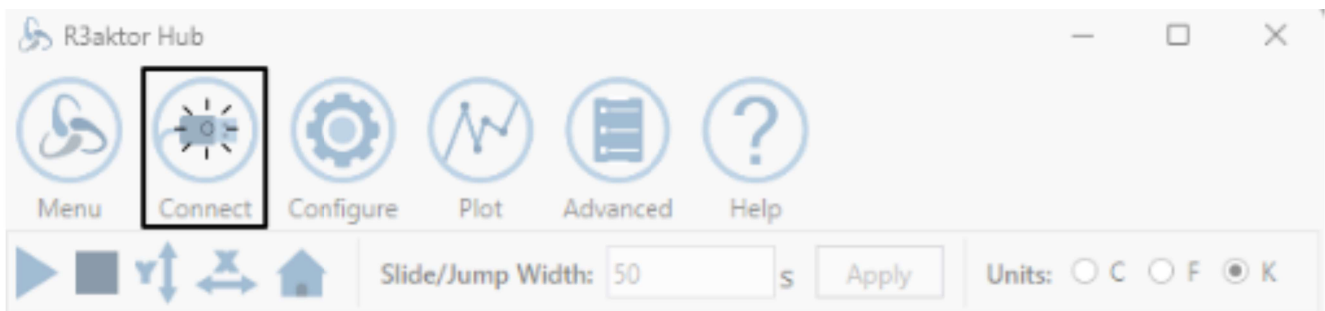 R3aktor Hub
Menu Connect Configure Plot Advanced Help
Y X Slide/Jump Width: 50 s Apply Units: C F K